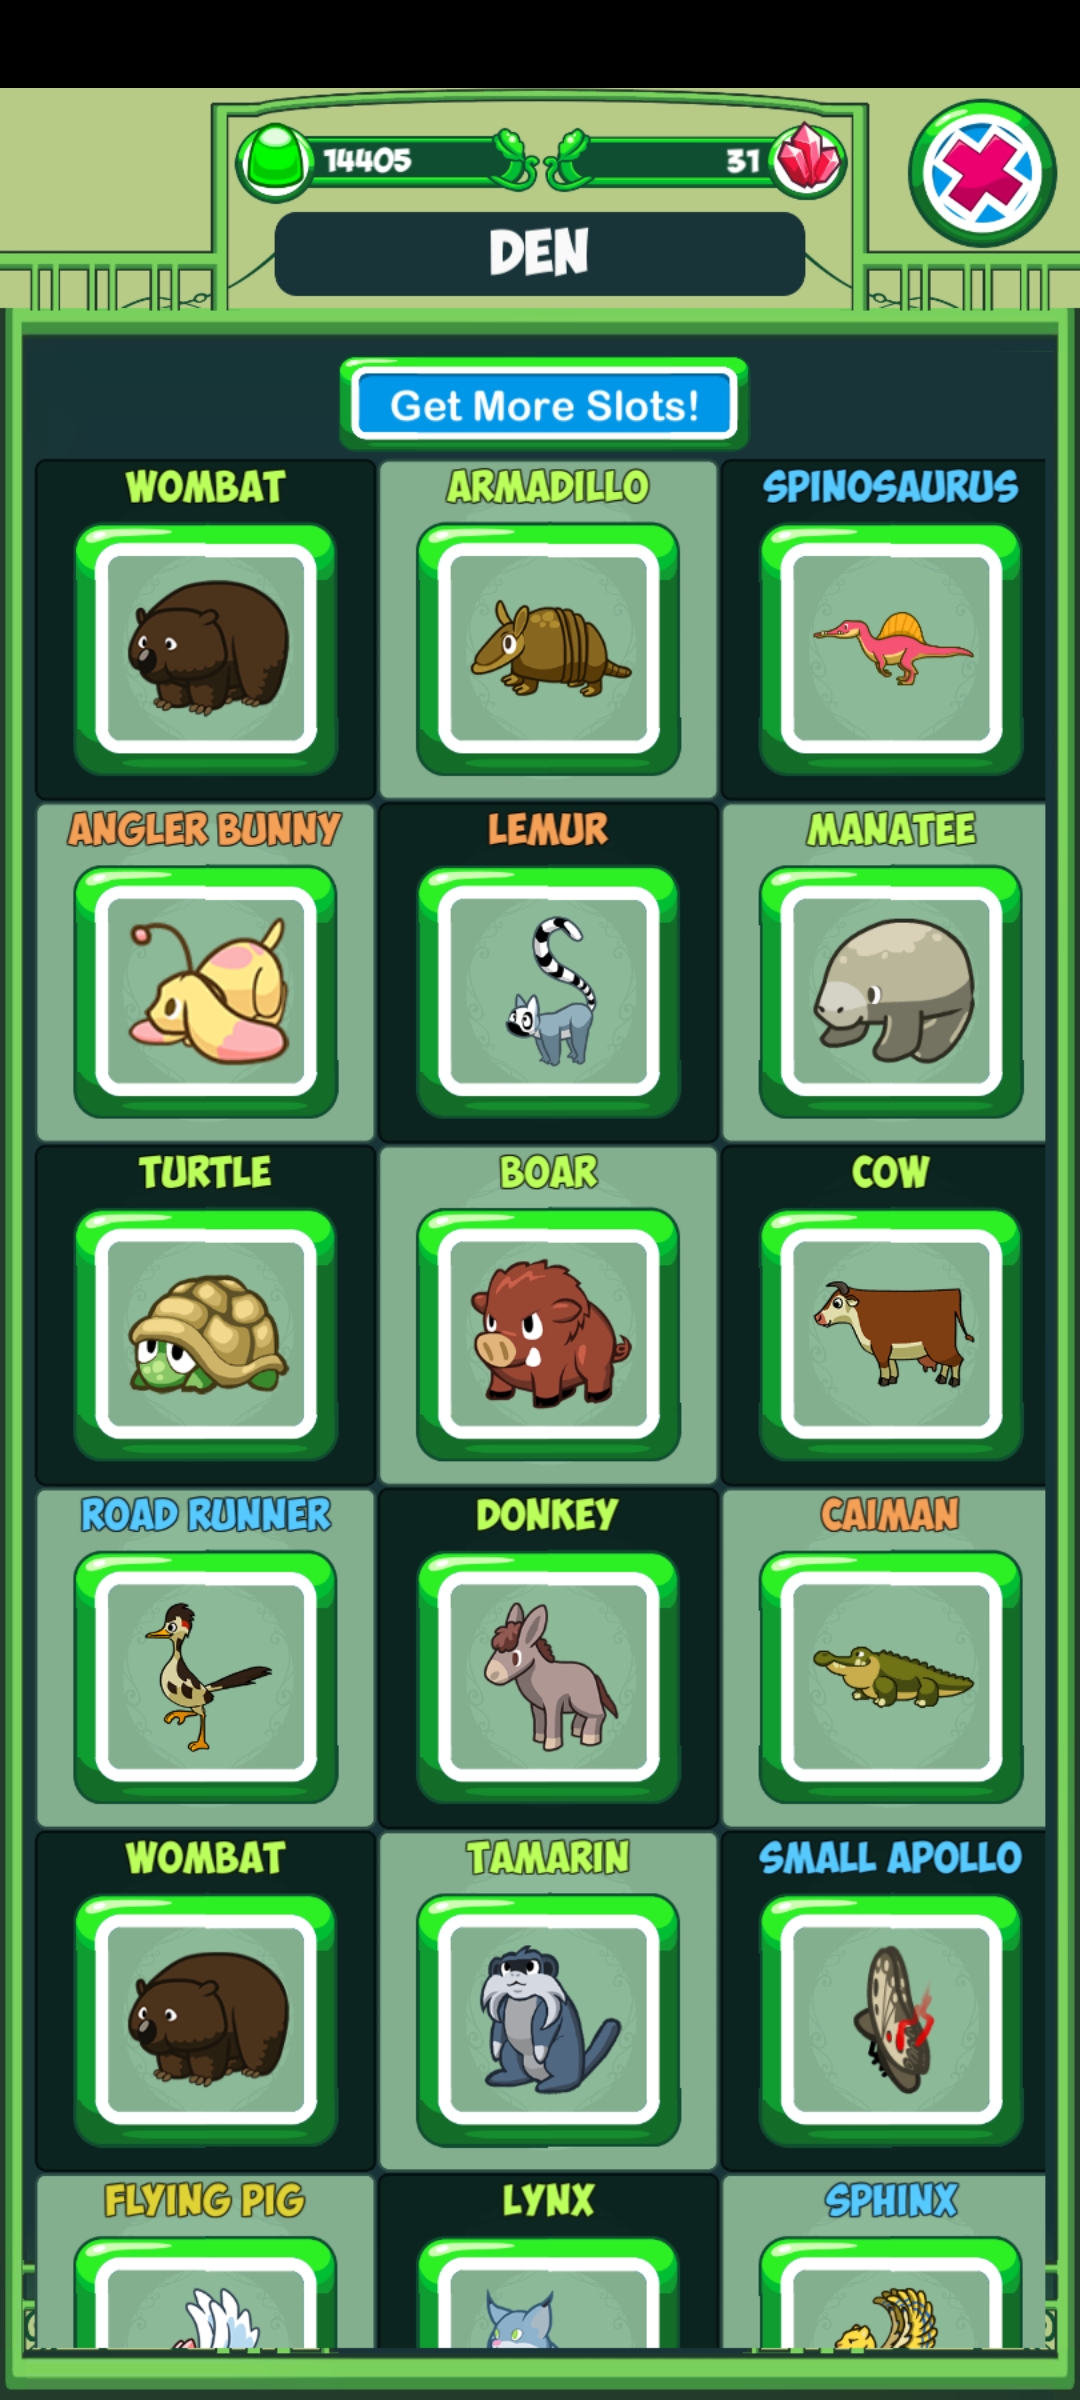 14405
31
DEN
Get More Slots!
WOMBAT
ARMADILLO
SPINOSAURUS
ANGLER BUNNY
LEMUR
MANATEE
TURTLE
BOAR
COW
ROAD RUNNER
DONKEY
CAIMAN
WOMBAT
TAMARIN
SMALL APOLLO
FLYING PIG
LYNX
SPHINX